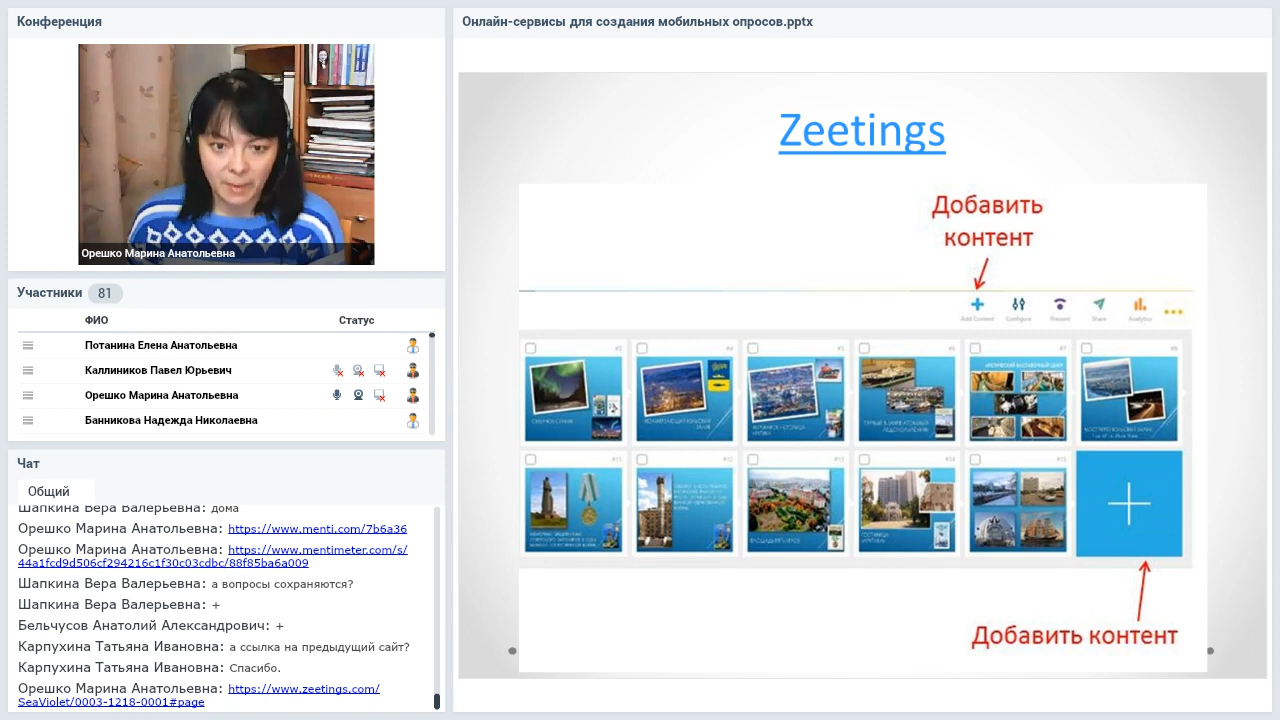 Конференция
Орешко Марина Анатольевна
Участники 81
ФИО Статус
Потанина Елена Анатольевна
Каллиников Павел Юрьевич
Орешко Марина Анатольевна
Банникова Надежда Николаевна
Чат
Общий
Шапкина Вера Валерьевна: дома
Орешко Марина Анатольевна: https://www.menti.com/7b6a36
Орешко Марина Анатольевна: https://www.mentimeter.com/s/
44a1fcd9d506cf294216c1f30c03cdbc/88f85ba6a009
Шапкина Вера Валерьевна: а вопросы сохраняются?
Шапкина Вера Валерьевна: +
Бельчусов Анатолий Александрович: +
Карпухина Татьяна Ивановна: а ссылка на предыдущий сайт?
Карпухина Татьяна Ивановна: Спасибо.
Орешко Марина Анатольевна: https://www.zeetings.com/
SeaViolet/0003-1218-0001#page
Онлайн-сервисы для создания мобильных опросов.pptx
Zeetings
Добавить
контент
Add Content Configure Present Share Analytics
Добавить контент